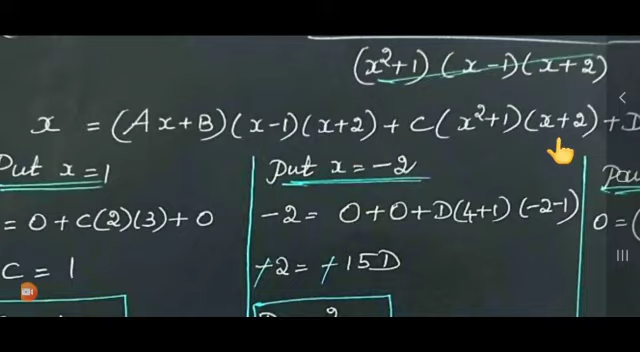 (x²+1) (x-1)(x+2)
x = (Ax+B)(x-1)(x+2) + C(x²+1)(x+2) + D
Put x=1
= 0 + C(2)(3) + 0
C = 1
Put x=-2
-2 = 0+0+D(4+1)(-2-1)
-2 = -15D
0=(